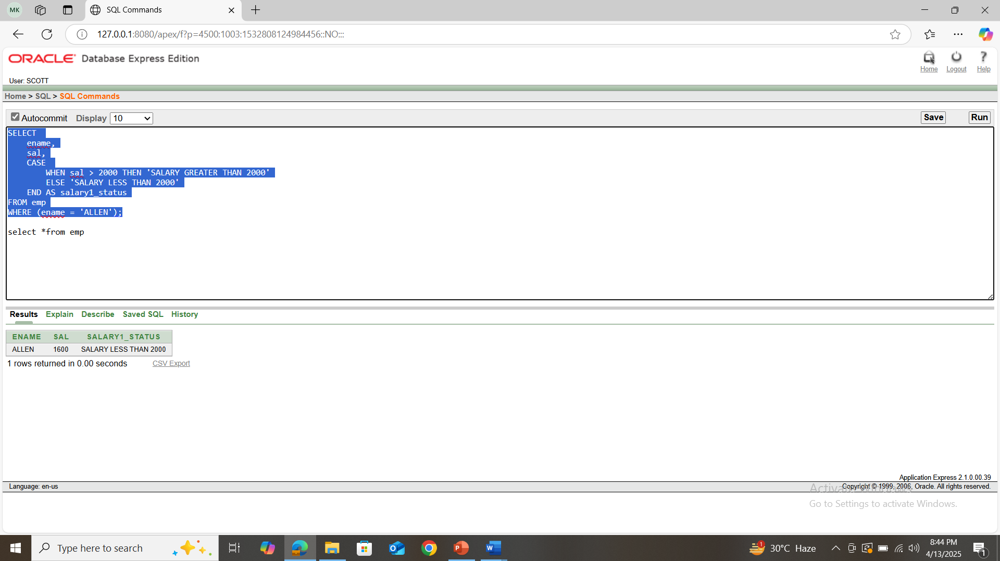 MK
SQL Commands
127.0.0.1:8080/apex/f?p=4500:1003:1532808124984456::NO:::
ORACLE Database Express Edition
Home Logout Help
User: SCOTT
Home > SQL > SQL Commands
Autocommit Display 10 Save Run
SELECT
    ename,
    sal,
    CASE
        WHEN sal > 2000 THEN 'SALARY GREATER THAN 2000'
        ELSE 'SALARY LESS THAN 2000'
    END AS salary1_status
FROM emp
WHERE (ename = 'ALLEN');
select *from emp
Results Explain Describe Saved SQL History
ENAME SAL SALARY1_STATUS
ALLEN 1600 SALARY LESS THAN 2000
1 rows returned in 0.00 seconds CSV Export
Application Express 2.1.0.00.39
Language: en-us Copyright © 1999, 2006, Oracle. All rights reserved.
Activate Windows
Go to Settings to activate Windows.
Type here to search 1 30°C Haze 8:44 PM
4/13/2025 1